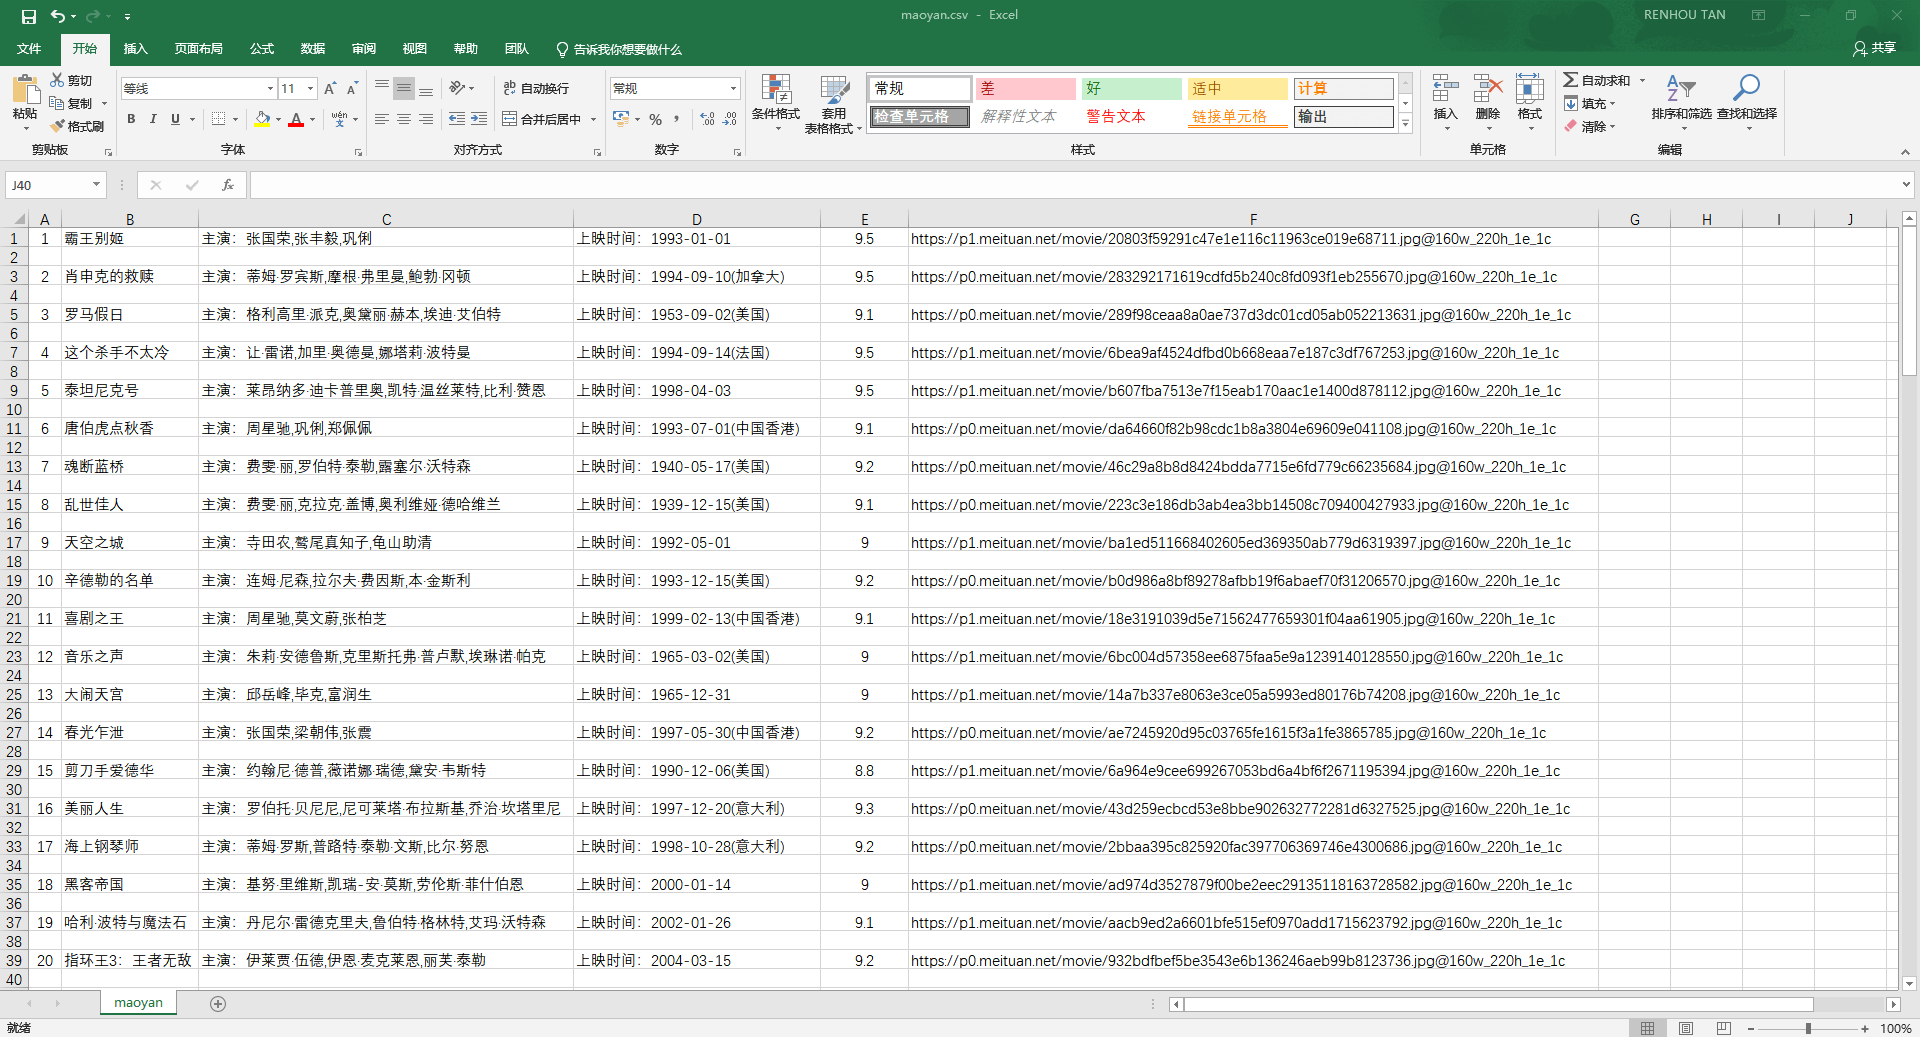 maoyan.csv - Excel
RENHOU TAN
文件 开始 插入 页面布局 公式 数据 审阅 视图 帮助 团队 告诉我你想要做什么 共享
粘贴 剪切 复制 格式刷 剪贴板
等线 11 B I U A wén 字体
自动换行 合并后居中 对齐方式
常规 % 数字
条件格式 套用 表格格式 常规 差 好 适中 计算
检查单元格 解释性文本 警告文本 链接单元格 输出 样式
插入 删除 格式 单元格
自动求和 填充 清除 排序和筛选 查找和选择 编辑
J40 fx
A B C D E F G H I J
1 1 霸王别姬 主演：张国荣,张丰毅,巩俐 上映时间：1993-01-01 9.5 https://p1.meituan.net/movie/20803f59291c47e1e116c11963ce019e68711.jpg@160w_220h_1e_1c
2
3 2 肖申克的救赎 主演：蒂姆·罗宾斯,摩根·弗里曼,鲍勃·冈顿 上映时间：1994-09-10(加拿大) 9.5 https://p0.meituan.net/movie/283292171619cdfd5b240c8fd093f1eb255670.jpg@160w_220h_1e_1c
4
5 3 罗马假日 主演：格利高里·派克,奥黛丽·赫本,埃迪·艾伯特 上映时间：1953-09-02(美国) 9.1 https://p0.meituan.net/movie/289f98ceaa8a0ae737d3dc01cd05ab052213631.jpg@160w_220h_1e_1c
6
7 4 这个杀手不太冷 主演：让·雷诺,加里·奥德曼,娜塔莉·波特曼 上映时间：1994-09-14(法国) 9.5 https://p1.meituan.net/movie/6bea9af4524dfbd0b668eaa7e187c3df767253.jpg@160w_220h_1e_1c
8
9 5 泰坦尼克号 主演：莱昂纳多·迪卡普里奥,凯特·温丝莱特,比利·赞恩 上映时间：1998-04-03 9.5 https://p1.meituan.net/movie/b607fba7513e7f15eab170aac1e1400d878112.jpg@160w_220h_1e_1c
10
11 6 唐伯虎点秋香 主演：周星驰,巩俐,郑佩佩 上映时间：1993-07-01(中国香港) 9.1 https://p0.meituan.net/movie/da64660f82b98cdc1b8a3804e69609e041108.jpg@160w_220h_1e_1c
12
13 7 魂断蓝桥 主演：费雯·丽,罗伯特·泰勒,露塞尔·沃特森 上映时间：1940-05-17(美国) 9.2 https://p0.meituan.net/movie/46c29a8b8d8424bdda7715e6fd779c66235684.jpg@160w_220h_1e_1c
14
15 8 乱世佳人 主演：费雯·丽,克拉克·盖博,奥利维娅·德哈维兰 上映时间：1939-12-15(美国) 9.1 https://p0.meituan.net/movie/223c3e186db3ab4ea3bb14508c709400427933.jpg@160w_220h_1e_1c
16
17 9 天空之城 主演：寺田农,鹫尾真知子,龟山助清 上映时间：1992-05-01 9 https://p1.meituan.net/movie/ba1ed511668402605ed369350ab779d6319397.jpg@160w_220h_1e_1c
18
19 10 辛德勒的名单 主演：连姆·尼森,拉尔夫·费因斯,本·金斯利 上映时间：1993-12-15(美国) 9.2 https://p0.meituan.net/movie/b0d986a8bf89278afbb19f6abaef70f31206570.jpg@160w_220h_1e_1c
20
21 11 喜剧之王 主演：周星驰,莫文蔚,张柏芝 上映时间：1999-02-13(中国香港) 9.1 https://p0.meituan.net/movie/18e3191039d5e71562477659301f04aa61905.jpg@160w_220h_1e_1c
22
23 12 音乐之声 主演：朱莉·安德鲁斯,克里斯托弗·普卢默,埃琳诺·帕克 上映时间：1965-03-02(美国) 9 https://p1.meituan.net/movie/6bc004d57358ee6875faa5e9a1239140128550.jpg@160w_220h_1e_1c
24
25 13 大闹天宫 主演：邱岳峰,毕克,富润生 上映时间：1965-12-31 9 https://p1.meituan.net/movie/14a7b337e8063e3ce05a5993ed80176b74208.jpg@160w_220h_1e_1c
26
27 14 春光乍泄 主演：张国荣,梁朝伟,张震 上映时间：1997-05-30(中国香港) 9.2 https://p0.meituan.net/movie/ae7245920d95c03765fe1615f3a1fe3865785.jpg@160w_220h_1e_1c
28
29 15 剪刀手爱德华 主演：约翰尼·德普,薇诺娜·瑞德,黛安·韦斯特 上映时间：1990-12-06(美国) 8.8 https://p1.meituan.net/movie/6a964e9cee699267053bd6a4bf6f2671195394.jpg@160w_220h_1e_1c
30
31 16 美丽人生 主演：罗伯托·贝尼尼,尼可莱塔·布拉斯基,乔治·坎塔里尼 上映时间：1997-12-20(意大利) 9.3 https://p0.meituan.net/movie/43d259ecbcd53e8bbe902632772281d6327525.jpg@160w_220h_1e_1c
32
33 17 海上钢琴师 主演：蒂姆·罗斯,普路特·泰勒·文斯,比尔·努恩 上映时间：1998-10-28(意大利) 9.2 https://p0.meituan.net/movie/2bbaa395c825920fac397706369746e4300686.jpg@160w_220h_1e_1c
34
35 18 黑客帝国 主演：基努·里维斯,凯瑞-安·莫斯,劳伦斯·菲什伯恩 上映时间：2000-01-14 9 https://p1.meituan.net/movie/ad974d3527879f00be2eec29135118163728582.jpg@160w_220h_1e_1c
36
37 19 哈利·波特与魔法石 主演：丹尼尔·雷德克里夫,鲁伯特·格林特,艾玛·沃特森 上映时间：2002-01-26 9.1 https://p1.meituan.net/movie/aacb9ed2a6601bfe515ef0970add1715623792.jpg@160w_220h_1e_1c
38
39 20 指环王3：王者无敌 主演：伊莱贾·伍德,伊恩·麦克莱恩,丽芙·泰勒 上映时间：2004-03-15 9.2 https://p0.meituan.net/movie/932bdfbef5be3543e6b136246aeb99b8123736.jpg@160w_220h_1e_1c
40
maoyan
就绪 100%